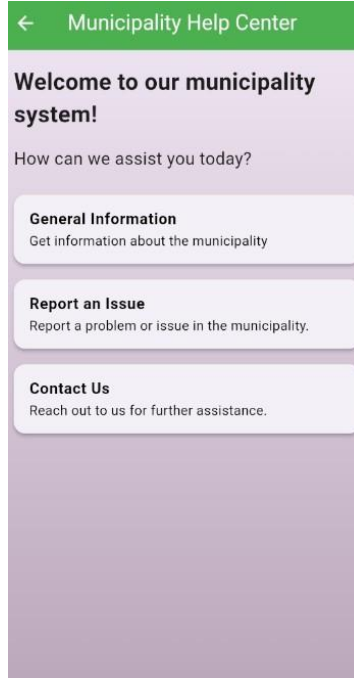 Municipality Help Center
Welcome to our municipality
system!
How can we assist you today?
General Information
Get information about the municipality
Report an Issue
Report a problem or issue in the municipality.
Contact Us
Reach out to us for further assistance.